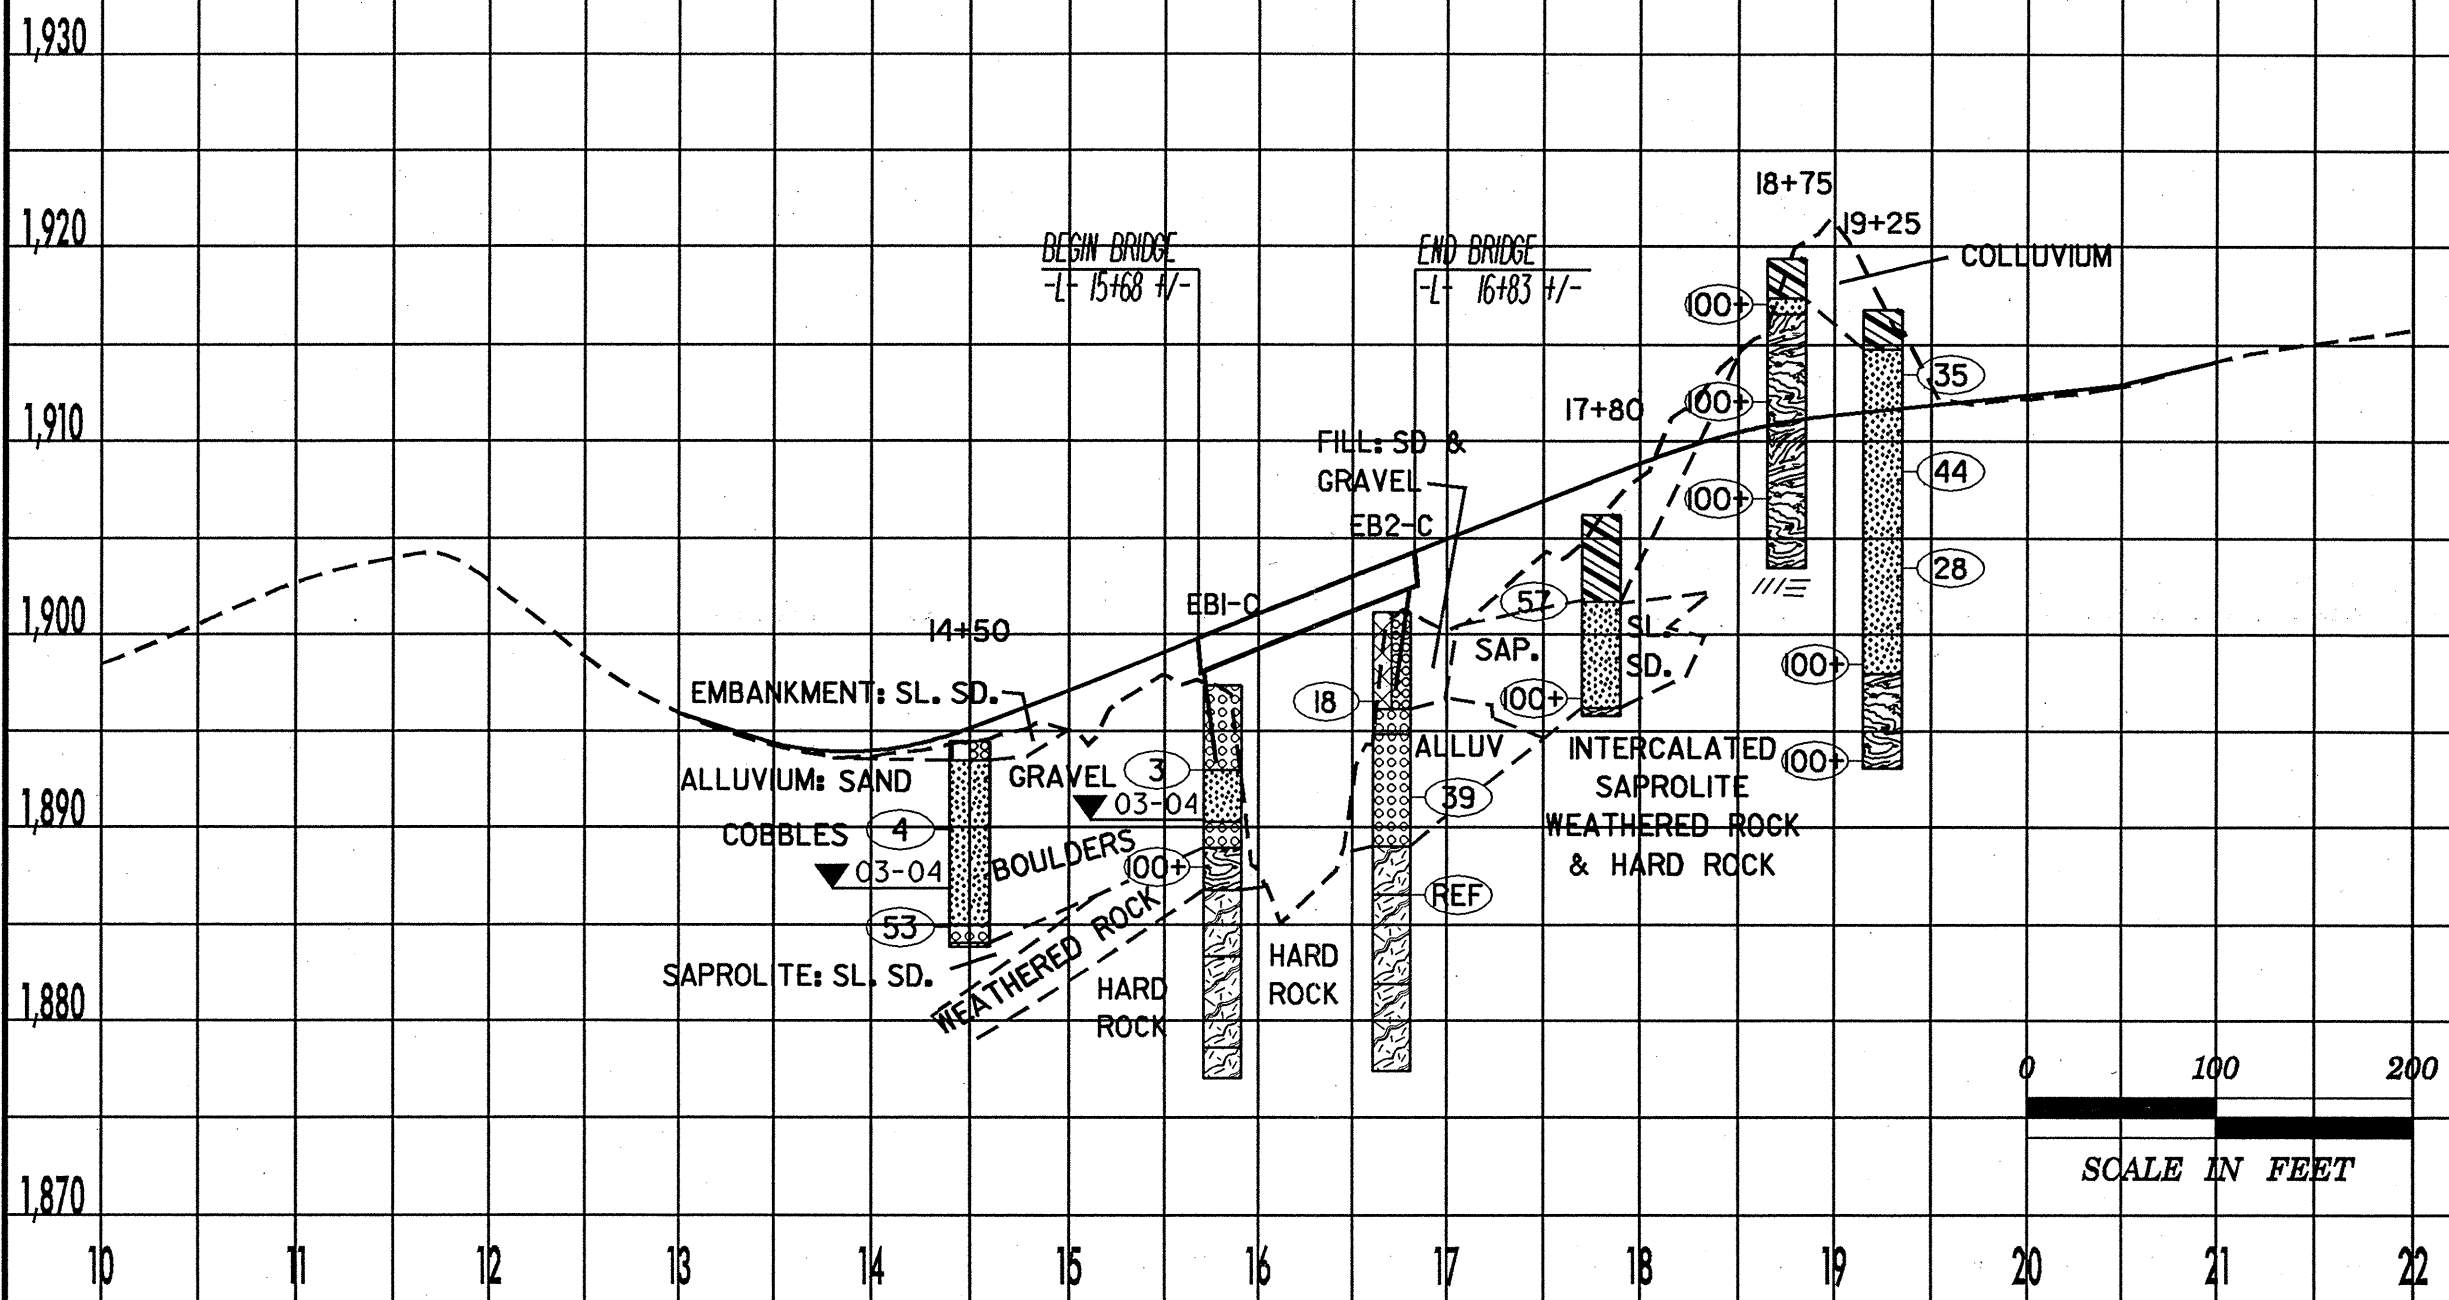 1,930
18+75
1,920
19+25
BEGIN BRIDGE
-L- 15+68 +/-
END BRIDGE
-L- 16+83 +/-
COLLUVIUM
100+
35
100+
1,910
17+80
FILL: SD &
GRAVEL
44
100+
EB2-C
28
1,900
EB1-C
14+50
57
SL.
SAP.
SD.
100+
EMBANKMENT: SL. SD.
18
100+
ALLUV
INTERCALATED
SAPROLITE
WEATHERED ROCK
& HARD ROCK
ALLUVIUM: SAND
GRAVEL
3
100+
39
03-04
1,890
COBBLES
4
BOULDERS
100+
03-04
REF
53
WEATHERED ROCK
SAPROLITE: SL. SD.
HARD
ROCK
HARD
ROCK
1,880
0 100 200
SCALE IN FEET
1,870
10 11 12 13 14 15 16 17 18 19 20 21 22